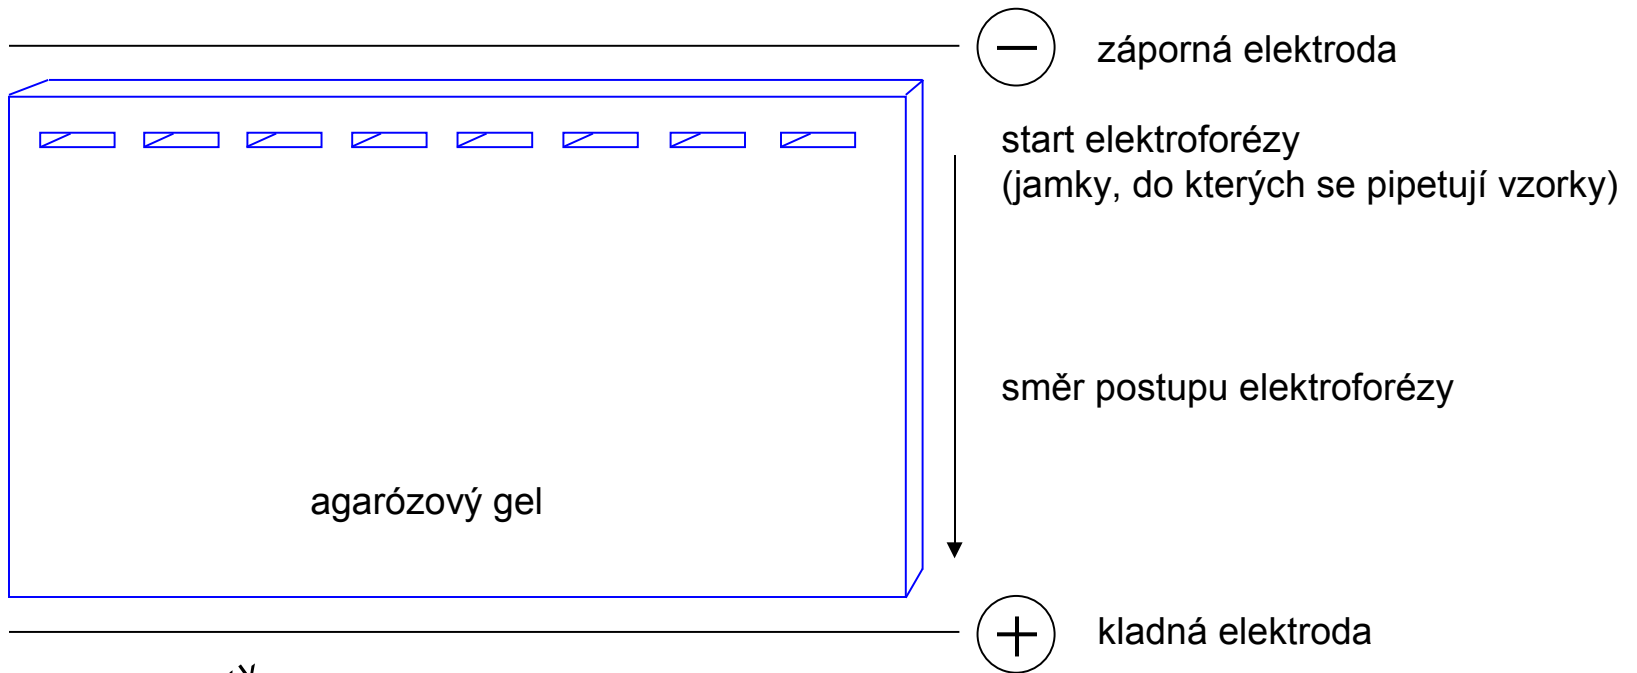 záporná elektroda
start elektroforézy
(jamky, do kterých se pipetují vzorky)
směr postupu elektroforézy
agarózový gel
kladná elektroda